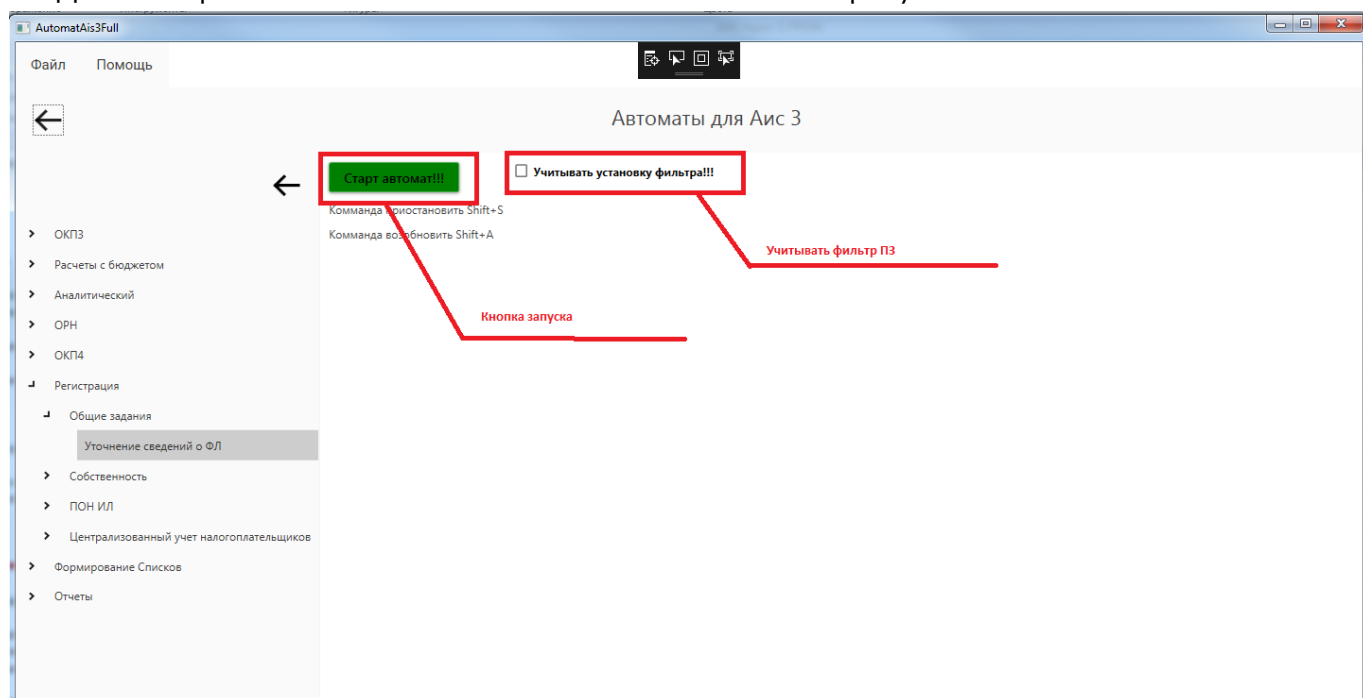 AutomatAis3Full
Файл Помощь
Автоматы для Аис 3
Старт автомат!!!
Учитывать установку фильтра!!!
Комманда приостановить Shift+S
Комманда возобновить Shift+A
Учитывать фильтр ПЗ
Кнопка запуска
ОКП3
Расчеты с бюджетом
Аналитический
ОРН
ОКП4
Регистрация
Общие задания
Уточнение сведений о ФЛ
Собственность
ПОН ИЛ
Централизованный учет налогоплательщиков
Формирование Списков
Отчеты